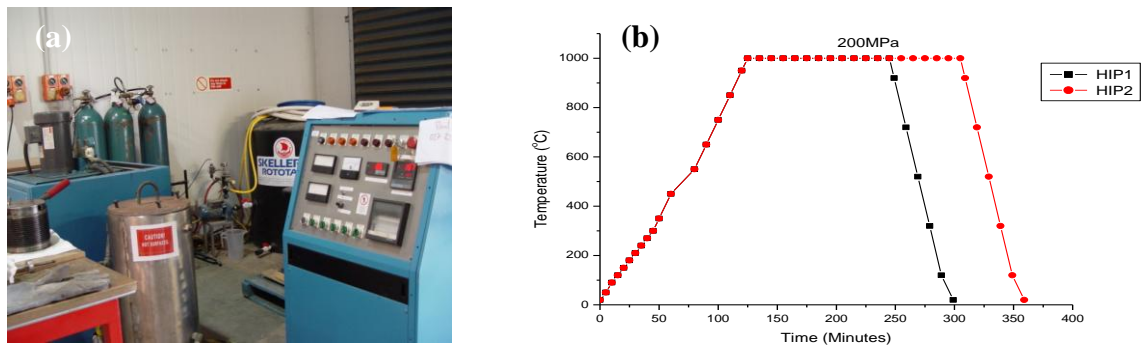 (a)
SKELLER
ROTOTA
CAUTION!
HOT SURFACES
(b)
200MPa
HIP1
HIP2
Temperature (⁰C)
1000
800
600
400
200
0
0 50 100 150 200 250 300 350 400
Time (Minutes)